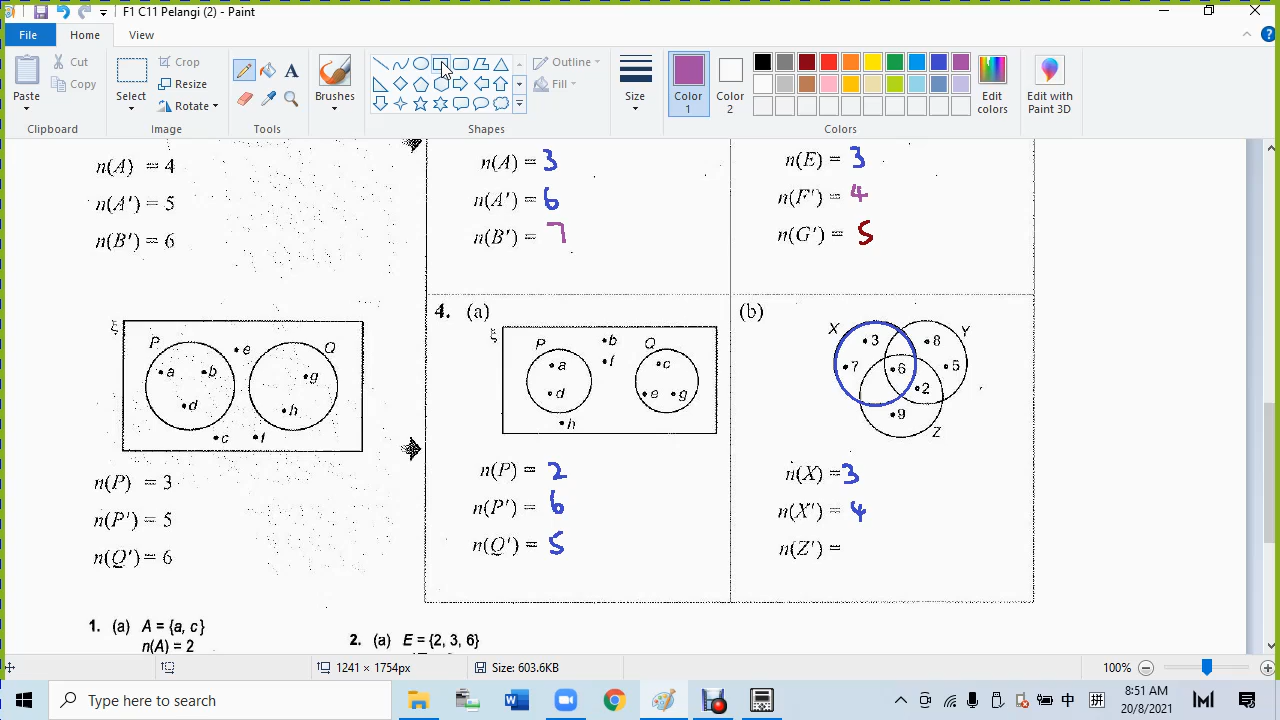 F1 C11 Pelangi (2) - Paint
File
Home
View
Paste
Cut
Copy
Clipboard
Select
Crop
Resize
Rotate
Image
A
Tools
Brushes
Shapes
Outline
Fill
Size
Color 1
Color 2
Edit colors
Edit with Paint 3D
Colors
n(A) = 4
n(A') = 5
n(B') = 6
n(A) = 3
n(A') = 6
n(B') = 7
n(E) = 3
n(F') = 4
n(G') = 5
ξ
P
Q
a
b
d
e
g
h
c
f
n(P) = 3
n(P') = 5
n(Q') = 6
4. (a)
ξ
P
Q
b
f
a
d
c
e
g
h
n(P) = 2
n(P') = 6
n(Q') = 5
(b)
X
Y
3
8
7
6
5
2
9
Z
n(X) = 3
n(X') = 4
n(Z') =
1. (a) A = {a, c}
n(A) = 2
2. (a) E = {2, 3, 6}
1241 × 1754px
Size: 603.6KB
100%
Type here to search
中
拼
8:51 AM
20/8/2021